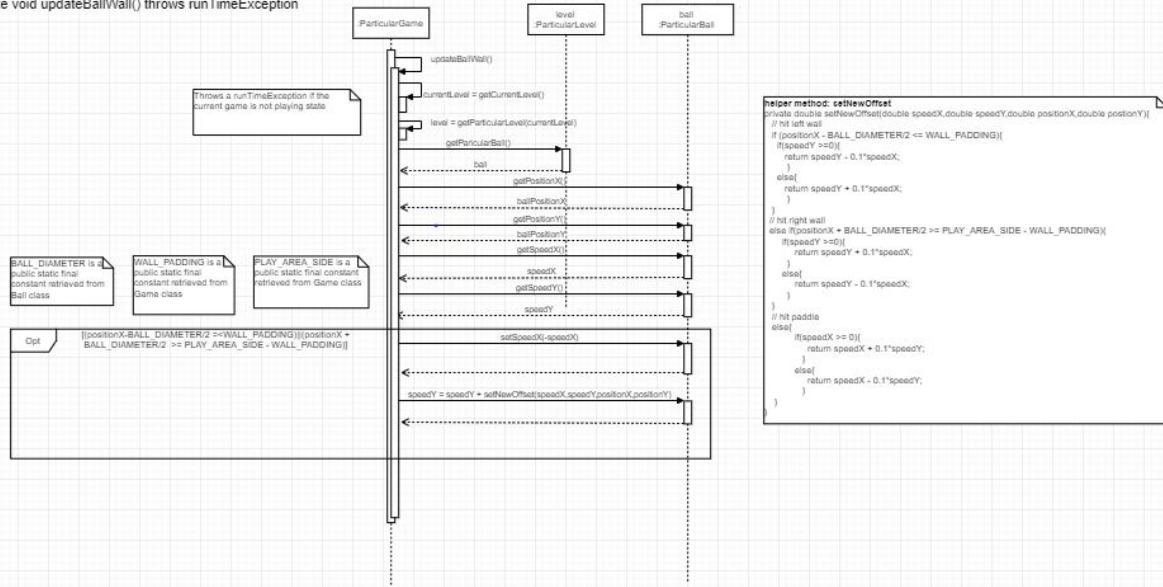 e void updateBallWall() throws runTimeException
:ParticularGame
level
:ParticularLevel
ball
:ParticularBall
updateBallWall()
Throws a runTimeException if the
current game is not playing state
currentLevel = getCurrentLevel()
level = getParticularLevel(currentLevel)
getParicularBall()
ball
getPositionX()
ballPositionX
getPositionY()
ballPositionY
getSpeedX()
speedX
getSpeedY()
speedY
BALL_DIAMETER is a
public static final
constant retrieved from
Ball class
WALL_PADDING is a
public static final
constant retrieved from
Game class
PLAY_AREA_SIDE is a
public static final constant
retrieved from Game class
Opt
[(positionX-BALL_DIAMETER/2 =<WALL_PADDING)||(positionX +
BALL_DIAMETER/2 >= PLAY_AREA_SIDE - WALL_PADDING)]
setSpeedX(-speedX)
speedY = speedY + setNewOffset(speedX,speedY,positionX,positionY)
helper method: setNewOffset
private double setNewOffset(double speedX,double speedY,double positionX,double postionY){
// hit left wall
if (positionX - BALL_DIAMETER/2 <= WALL_PADDING){
if(speedY >=0){
return speedY - 0.1*speedX;
}
else{
return speedY + 0.1*speedX;
}
}
// hit right wall
else if(positionX + BALL_DIAMETER/2 >= PLAY_AREA_SIDE - WALL_PADDING){
if(speedY >=0){
return speedY + 0.1*speedX;
}
else{
return speedY - 0.1*speedX;
}
}
// hit paddle
else{
if(speedX >= 0){
return speedX + 0.1*speedY;
}
else{
return speedX - 0.1*speedY;
}
}
}